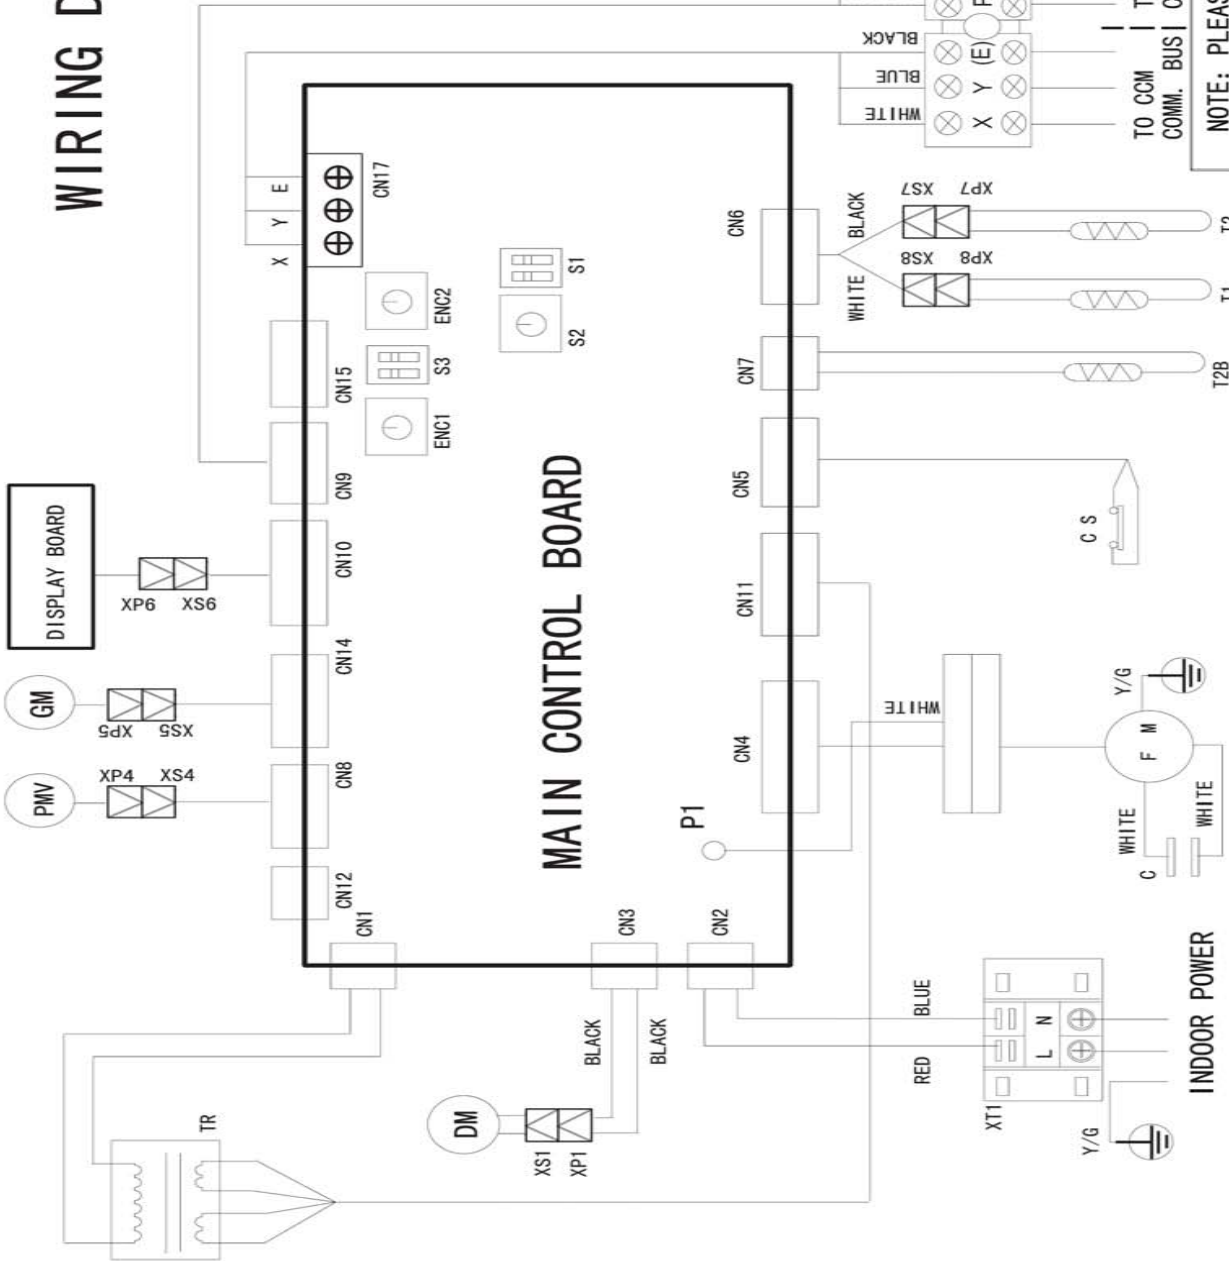 WIRING D
DISPLAY BOARD
XP6
XS6
GM
XP5
XS5
PMV
XP4
XS4
X Y E
CN17
CN15
CN9
CN10
CN14
CN8
CN12
CN1
ENC2
S3
ENC1
S1
S2
MAIN CONTROL BOARD
P1
CN3
CN2
CN6
CN7
CN5
CN11
CN4
BLACK
BLUE
WHITE
X Y (E)
TO CCM
COMM. BUS
NOTE: PLEAS
BLACK
WHITE
XS7
XP7
XS8
XP8
T2B
C S
WHITE
Y/G
F M
WHITE
C
WHITE
TR
DM
XS1
XP1
BLACK
BLACK
RED
BLUE
XT1
L N
Y/G
INDOOR POWER